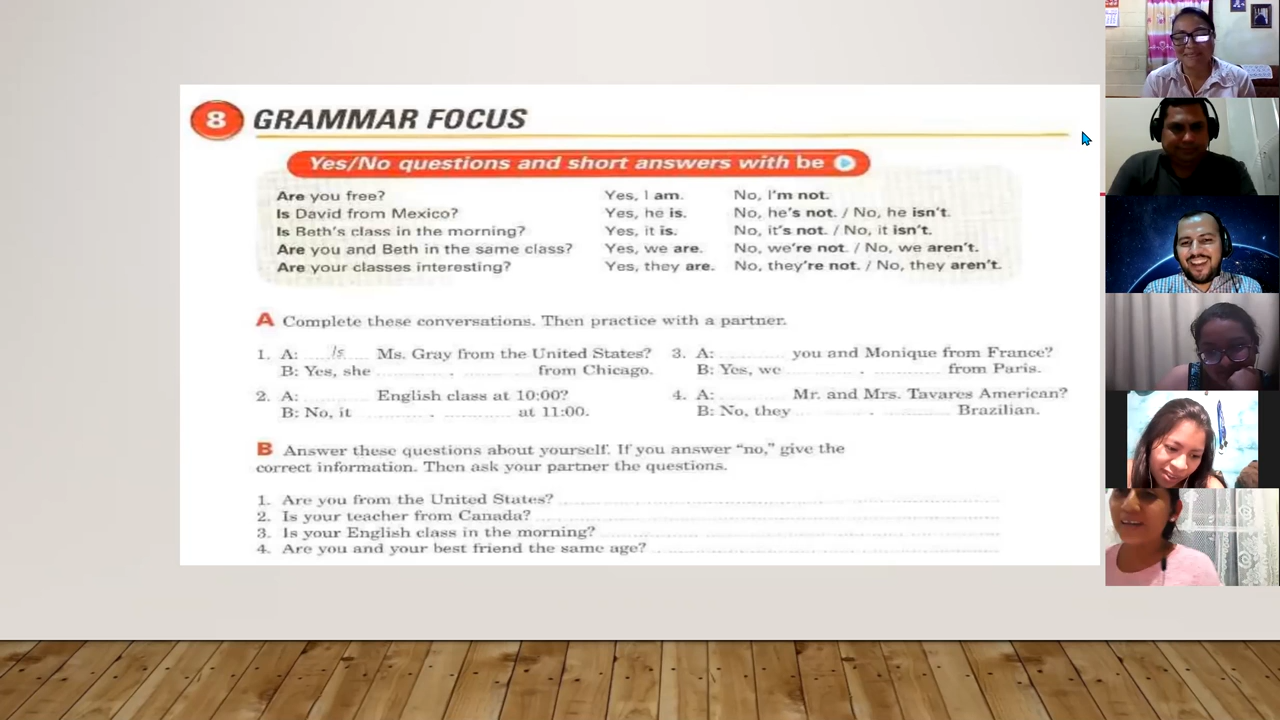 8 GRAMMAR FOCUS
Yes/No questions and short answers with be
Are you free? Yes, I am. No, I'm not.
Is David from Mexico? Yes, he is. No, he's not. / No, he isn't.
Is Beth's class in the morning? Yes, it is. No, it's not. / No, it isn't.
Are you and Beth in the same class? Yes, we are. No, we're not. / No, we aren't.
Are your classes interesting? Yes, they are. No, they're not. / No, they aren't.
A Complete these conversations. Then practice with a partner.
1. A: Is Ms. Gray from the United States?
B: Yes, she ........ . ........ from Chicago.
2. A: ........ English class at 10:00?
B: No, it ........ . ........ at 11:00.
3. A: ........ you and Monique from France?
B: Yes, we ........ . ........ from Paris.
4. A: ........ Mr. and Mrs. Tavares American?
B: No, they ........ . ........ Brazilian.
B Answer these questions about yourself. If you answer "no," give the
correct information. Then ask your partner the questions.
1. Are you from the United States?
2. Is your teacher from Canada?
3. Is your English class in the morning?
4. Are you and your best friend the same age?